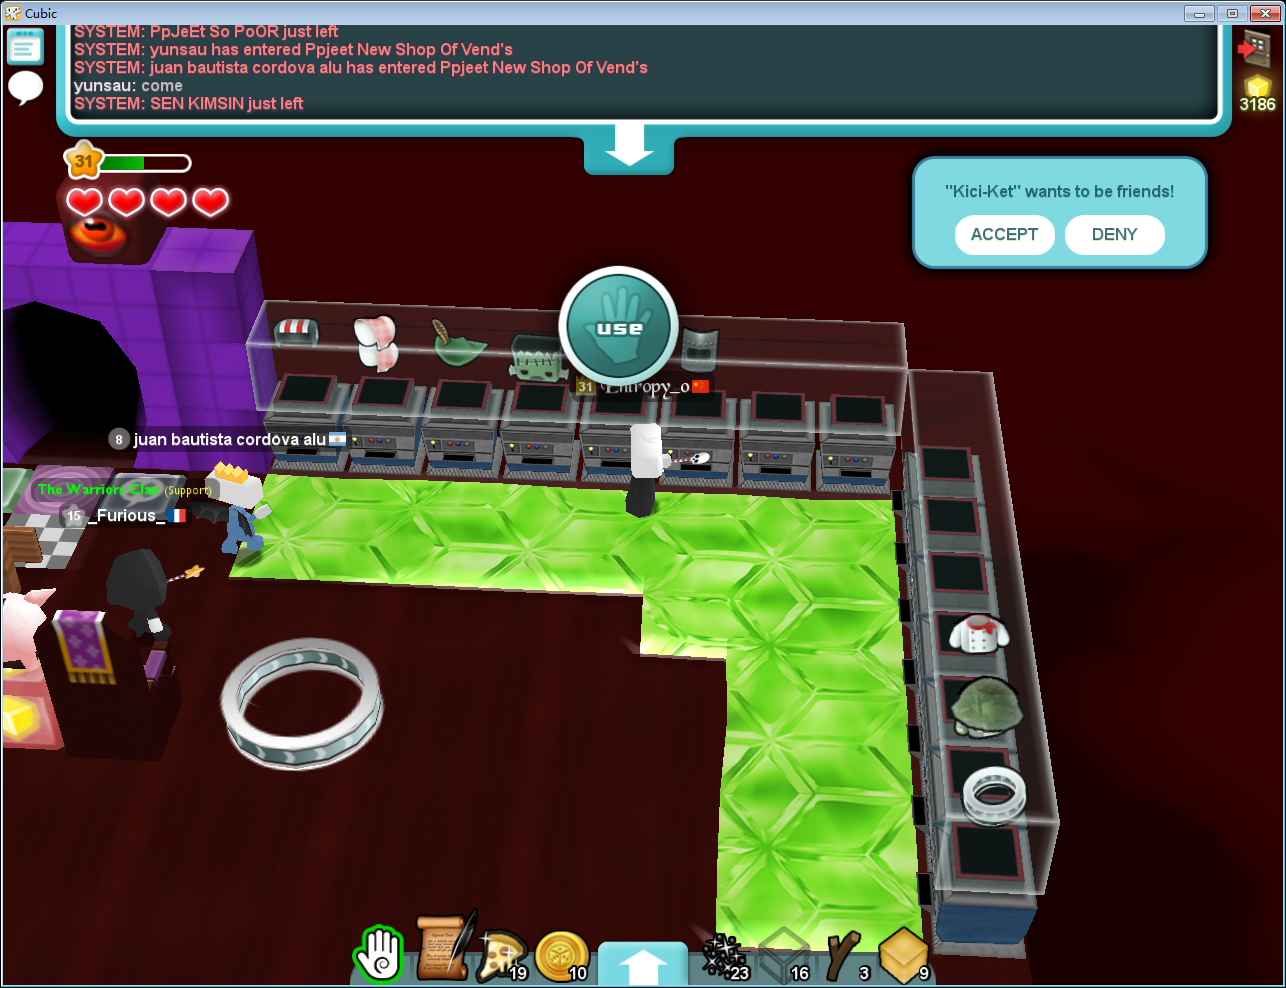 Cubic
SYSTEM: PpJeEt So PoOR just left
SYSTEM: yunsau has entered Ppjeet New Shop Of Vend's
SYSTEM: juan bautista cordova alu has entered Ppjeet New Shop Of Vend's
yunsau: come
SYSTEM: SEN KIMSIN just left
3186
31
"Kici-Ket" wants to be friends!
ACCEPT DENY
use
31 Entropy_o
8 juan bautista cordova alu
The Warriors Clan (Support)
15 _Furious_
19 10 23 16 3 9